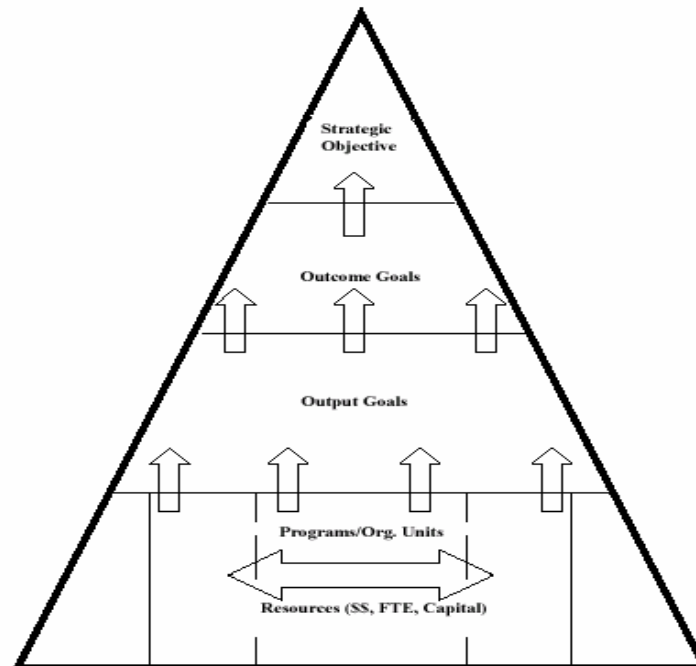 Strategic
Objective
Outcome Goals
Output Goals
Programs/Org. Units
Resources ($$, FTE, Capital)